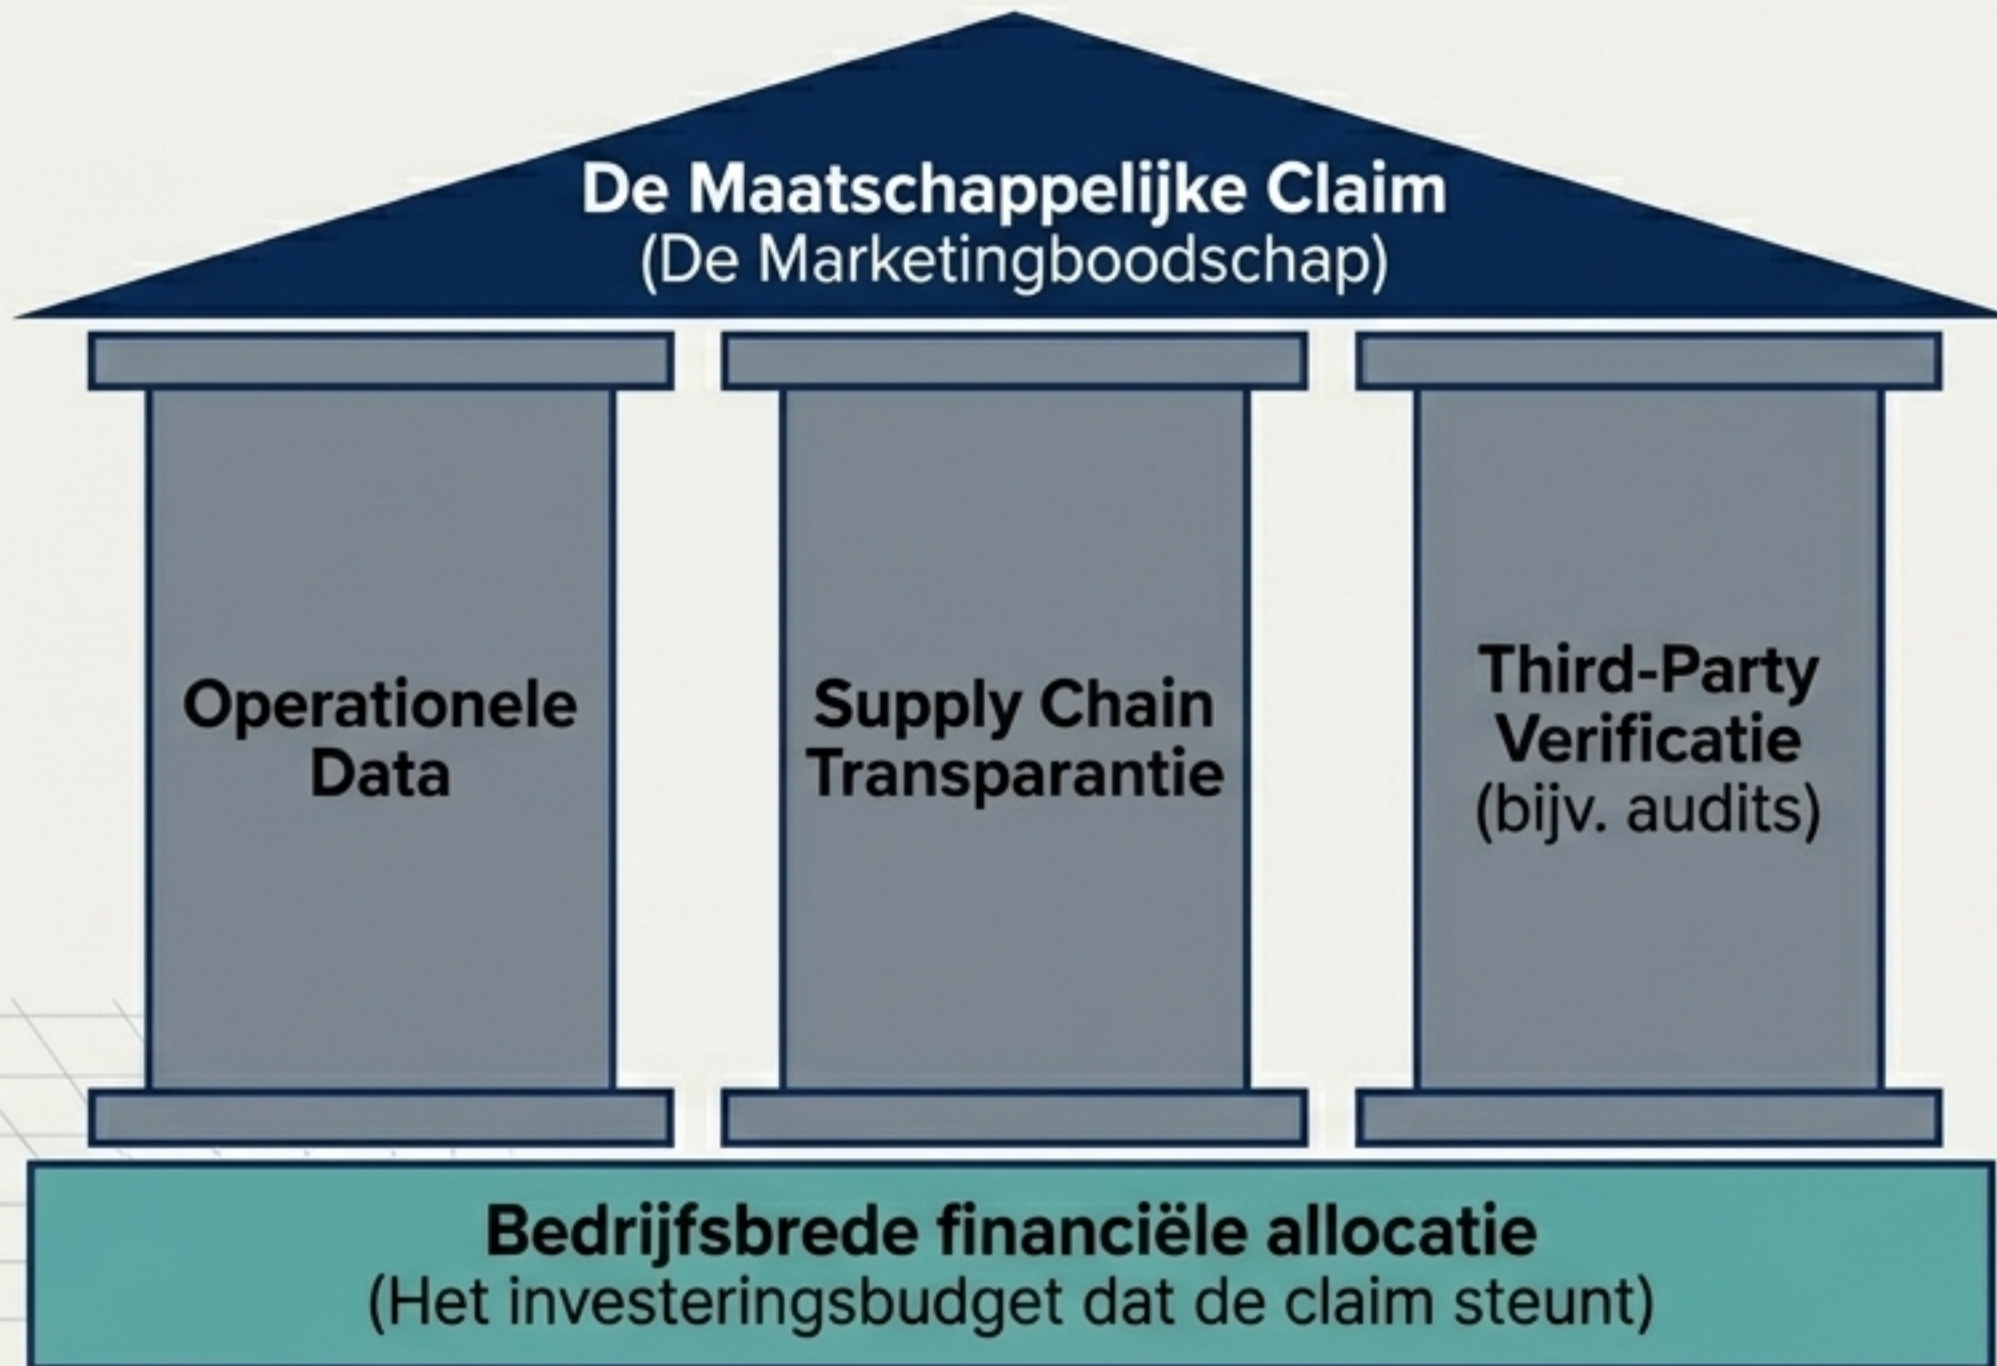 De Maatschappelijke Claim
(De Marketingboodschap)
Operationele
Data
Supply Chain
Transparantie
Third-Party
Verificatie
(bijv. audits)
Bedrijfsbrede financiële allocatie
(Het investeringsbudget dat de claim steunt)